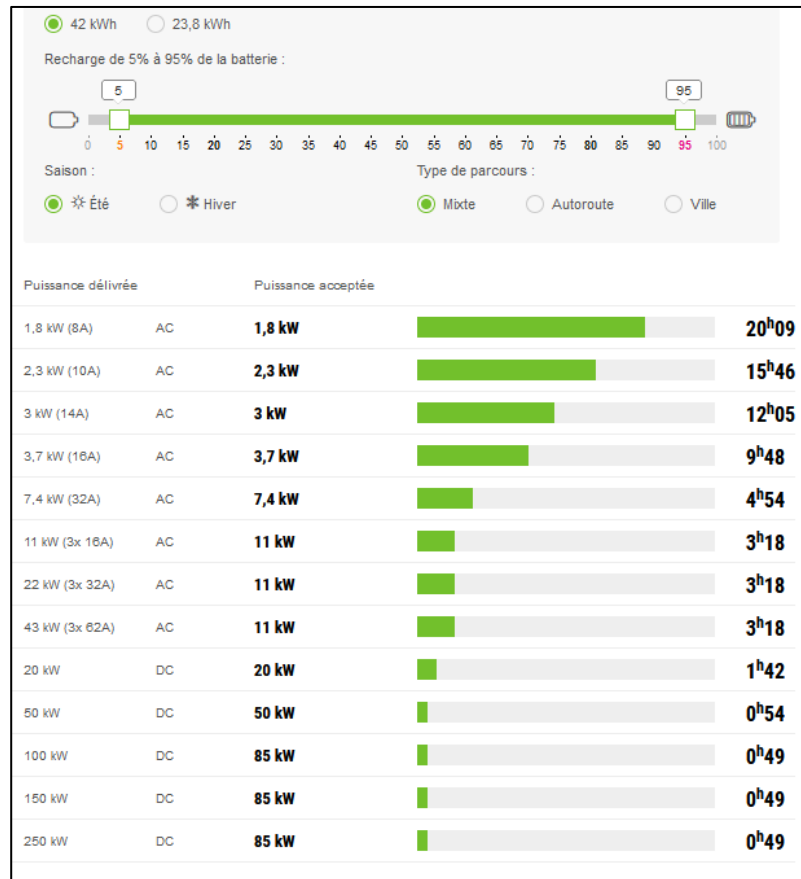 42 kWh 23,8 kWh
Recharge de 5% à 95% de la batterie :
5 95
0 5 10 15 20 25 30 35 40 45 50 55 60 65 70 75 80 85 90 95 100
Saison : Type de parcours :
Été Hiver Mixte Autoroute Ville
Puissance délivrée Puissance acceptée
1,8 kW (8A) AC 1,8 kW 20h09
2,3 kW (10A) AC 2,3 kW 15h46
3 kW (14A) AC 3 kW 12h05
3,7 kW (16A) AC 3,7 kW 9h48
7,4 kW (32A) AC 7,4 kW 4h54
11 kW (3x 16A) AC 11 kW 3h18
22 kW (3x 32A) AC 11 kW 3h18
43 kW (3x 62A) AC 11 kW 3h18
20 kW DC 20 kW 1h42
50 kW DC 50 kW 0h54
100 kW DC 85 kW 0h49
150 kW DC 85 kW 0h49
250 kW DC 85 kW 0h49